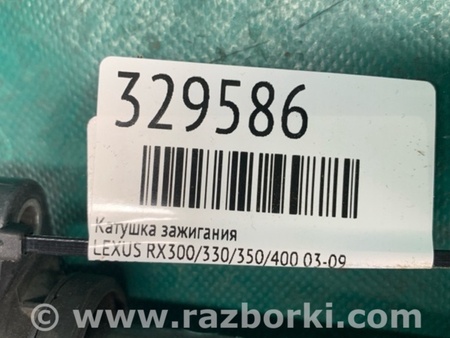 329586
Катушка зажигания
LEXUS RX300/330/350/400 03-09
www.razborki.com